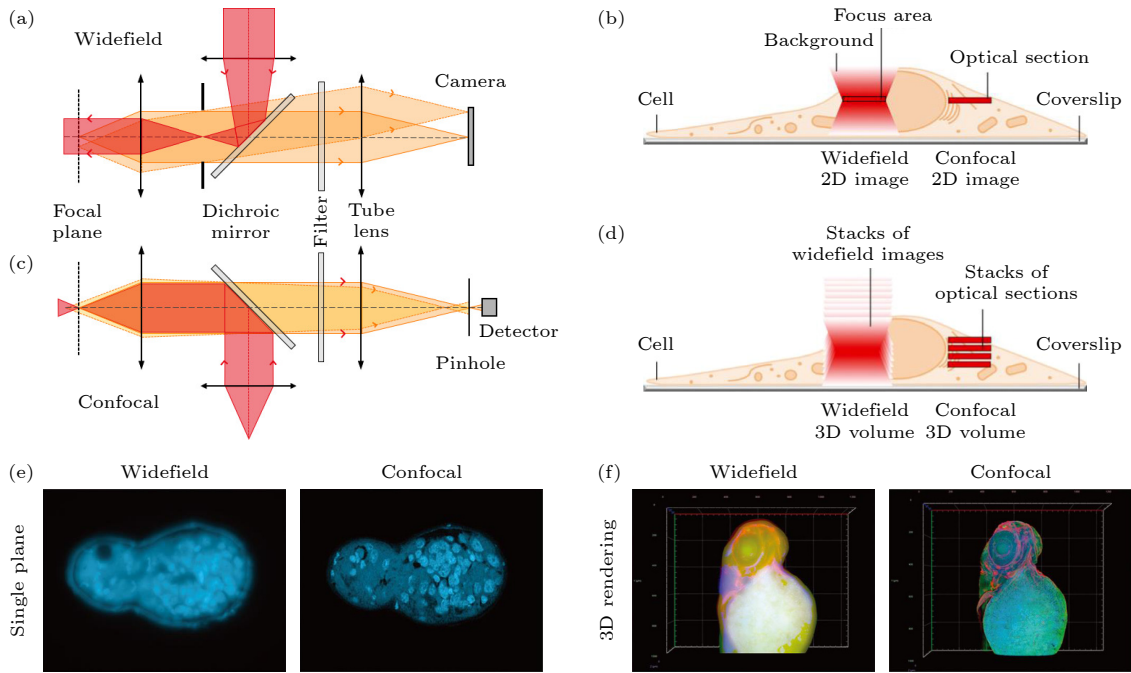 (a)
Widefield
Camera
Focal
plane
Dichroic
mirror
Filter
Tube
lens
(b)
Focus area
Background
Optical section
Cell
Coverslip
Widefield
2D image
Confocal
2D image
(c)
Detector
Pinhole
Confocal
(d)
Stacks of
widefield images
Stacks of
optical sections
Cell
Coverslip
Widefield
3D volume
Confocal
3D volume
(e)
Widefield
Confocal
Single plane
(f)
Widefield
Confocal
3D rendering